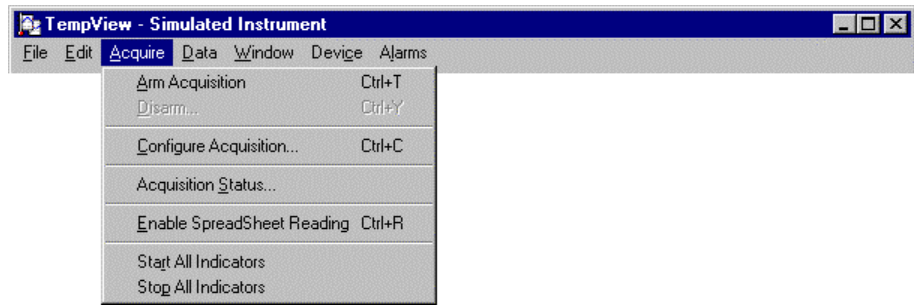 TempView - Simulated Instrument
File Edit Acquire Data Window Device Alarms
Arm Acquisition Ctrl+T
Disarm... Ctrl+Y
Configure Acquisition... Ctrl+C
Acquisition Status...
Enable SpreadSheet Reading Ctrl+R
Start All Indicators
Stop All Indicators